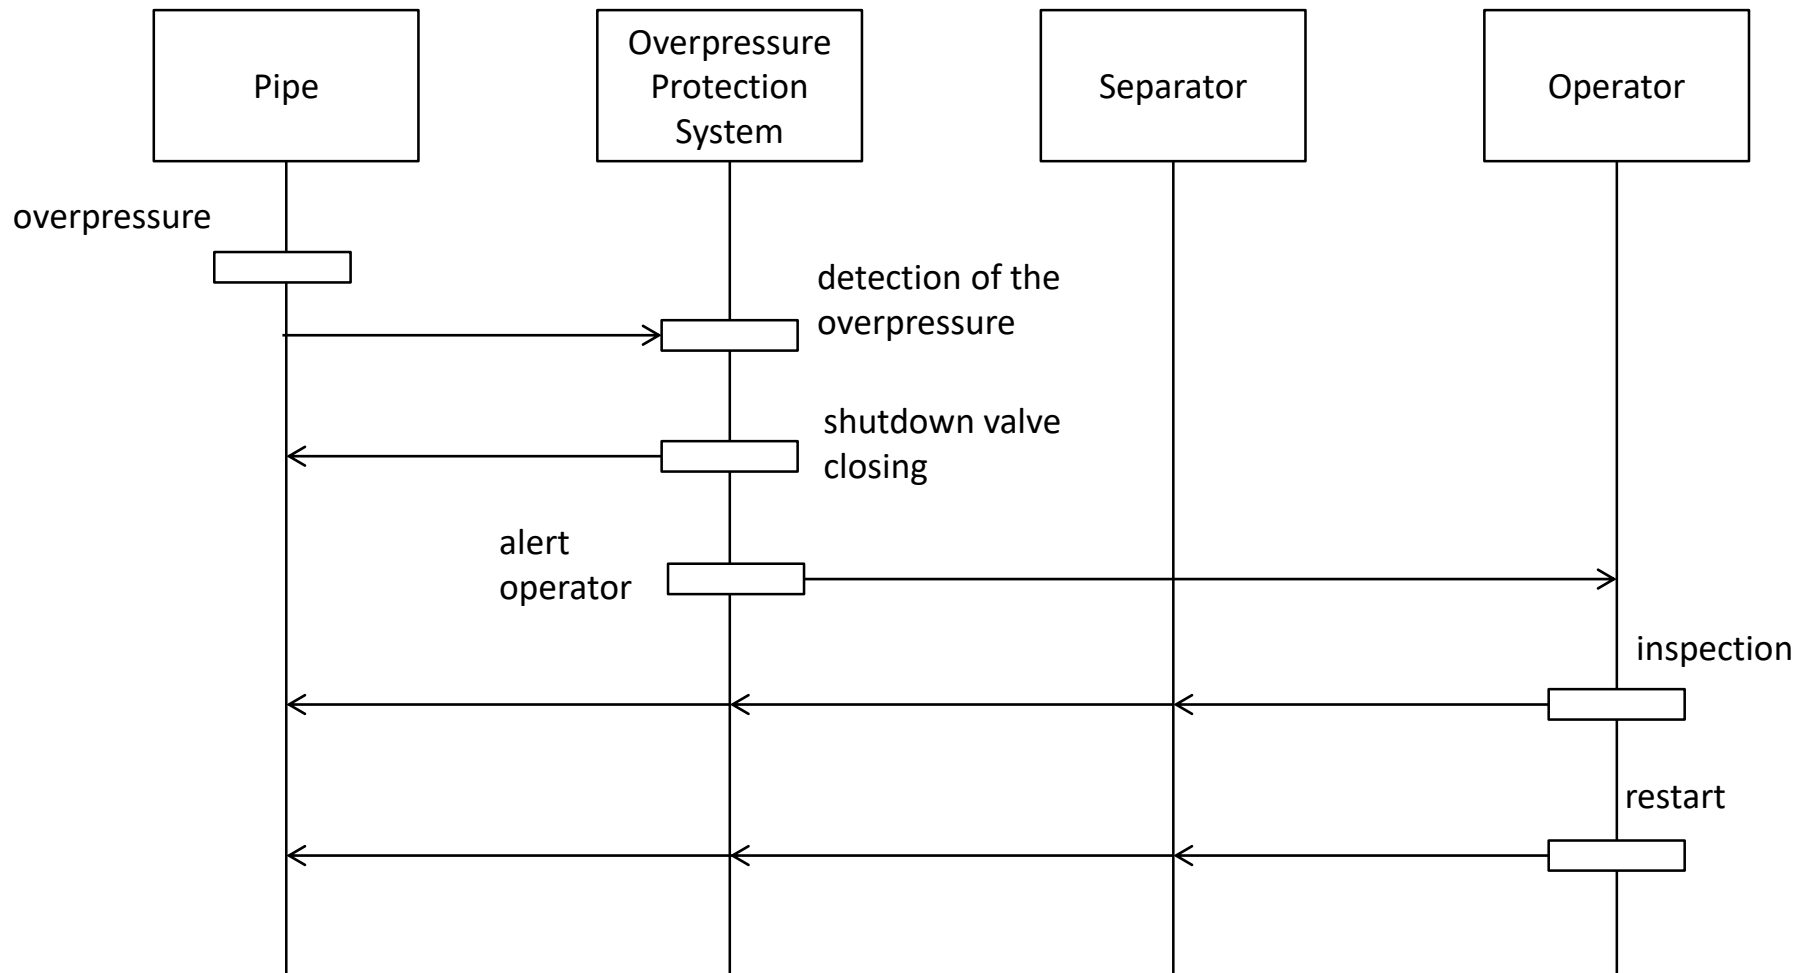 Pipe
Overpressure
Protection
System
Separator
Operator
overpressure
detection of the
overpressure
shutdown valve
closing
alert
operator
inspection
restart